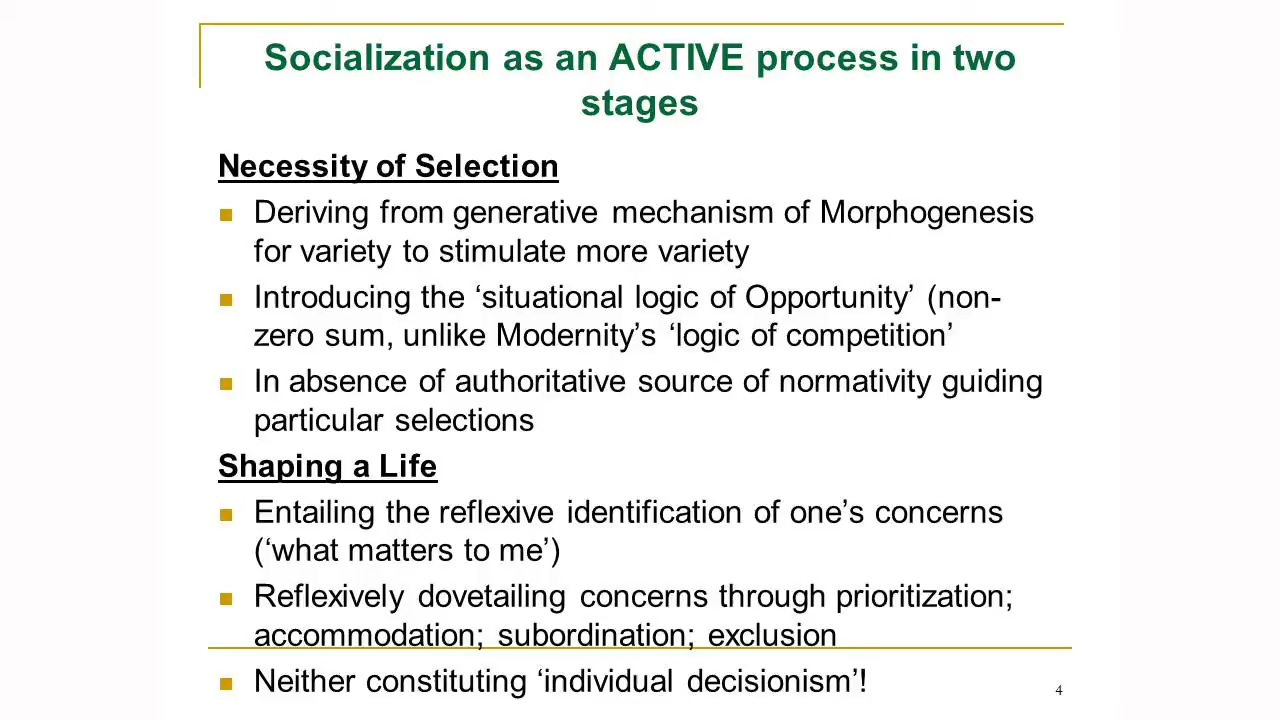 Socialization as an ACTIVE process in two
stages
Necessity of Selection
Deriving from generative mechanism of Morphogenesis
for variety to stimulate more variety
Introducing the ‘situational logic of Opportunity’ (non-
zero sum, unlike Modernity’s ‘logic of competition’
In absence of authoritative source of normativity guiding
particular selections
Shaping a Life
Entailing the reflexive identification of one’s concerns
(‘what matters to me’)
Reflexively dovetailing concerns through prioritization;
accommodation; subordination; exclusion
Neither constituting ‘individual decisionism’!
4